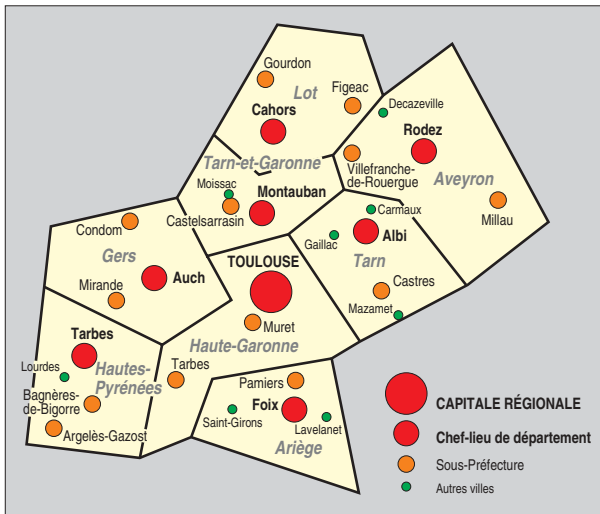 Gourdon
Lot
Figeac
Decazeville
Cahors
Rodez
Tarn-et-Garonne
Villefranche-
de-Rouergue
Aveyron
Moissac
Montauban
Castelsarrasin
Carmaux
Millau
Condom
Gaillac
Albi
Gers
TOULOUSE
Tarn
Auch
Mirande
Castres
Mazamet
Muret
Tarbes
Haute-Garonne
Lourdes
Hautes-
Pyrénées
Tarbes
Pamiers
Bagnères-
de-Bigorre
Foix
Saint-Girons
Lavelanet
Argelès-Gazost
Ariège
CAPITALE RÉGIONALE
Chef-lieu de département
Sous-Préfecture
Autres villes